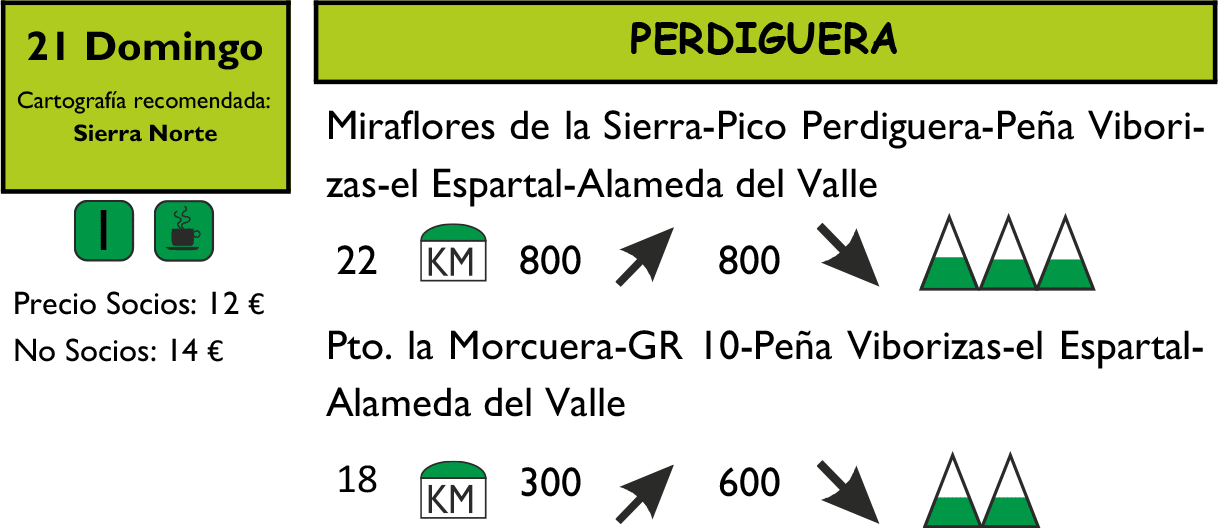 21 Domingo
Cartografía recomendada:
Sierra Norte
I
Precio Socios: 12 €
No Socios: 14 €
PERDIGUERA
Miraflores de la Sierra-Pico Perdiguera-Peña Vibori-
zas-el Espartal-Alameda del Valle
22 KM 800 800
Pto. la Morcuera-GR 10-Peña Viborizas-el Espartal-
Alameda del Valle
18 KM 300 600